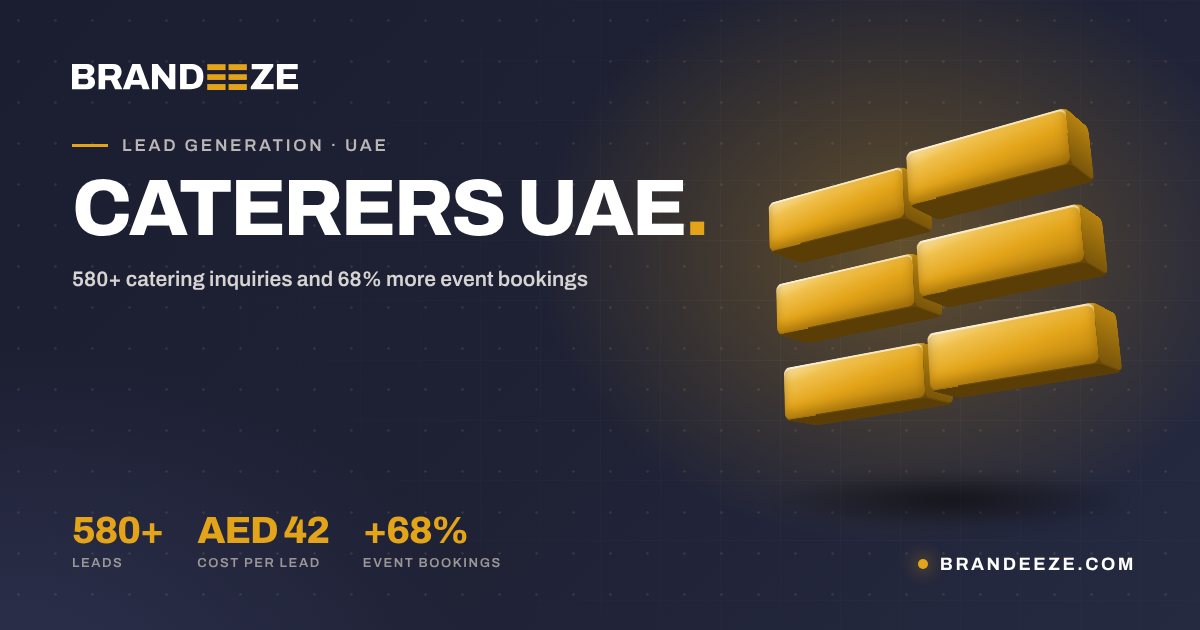 BRANDEEZE
LEAD GENERATION · UAE
CATERERS UAE.
580+ catering inquiries and 68% more event bookings
580+ AED 42 +68%
LEADS COST PER LEAD EVENT BOOKINGS
BRANDEEZE.COM